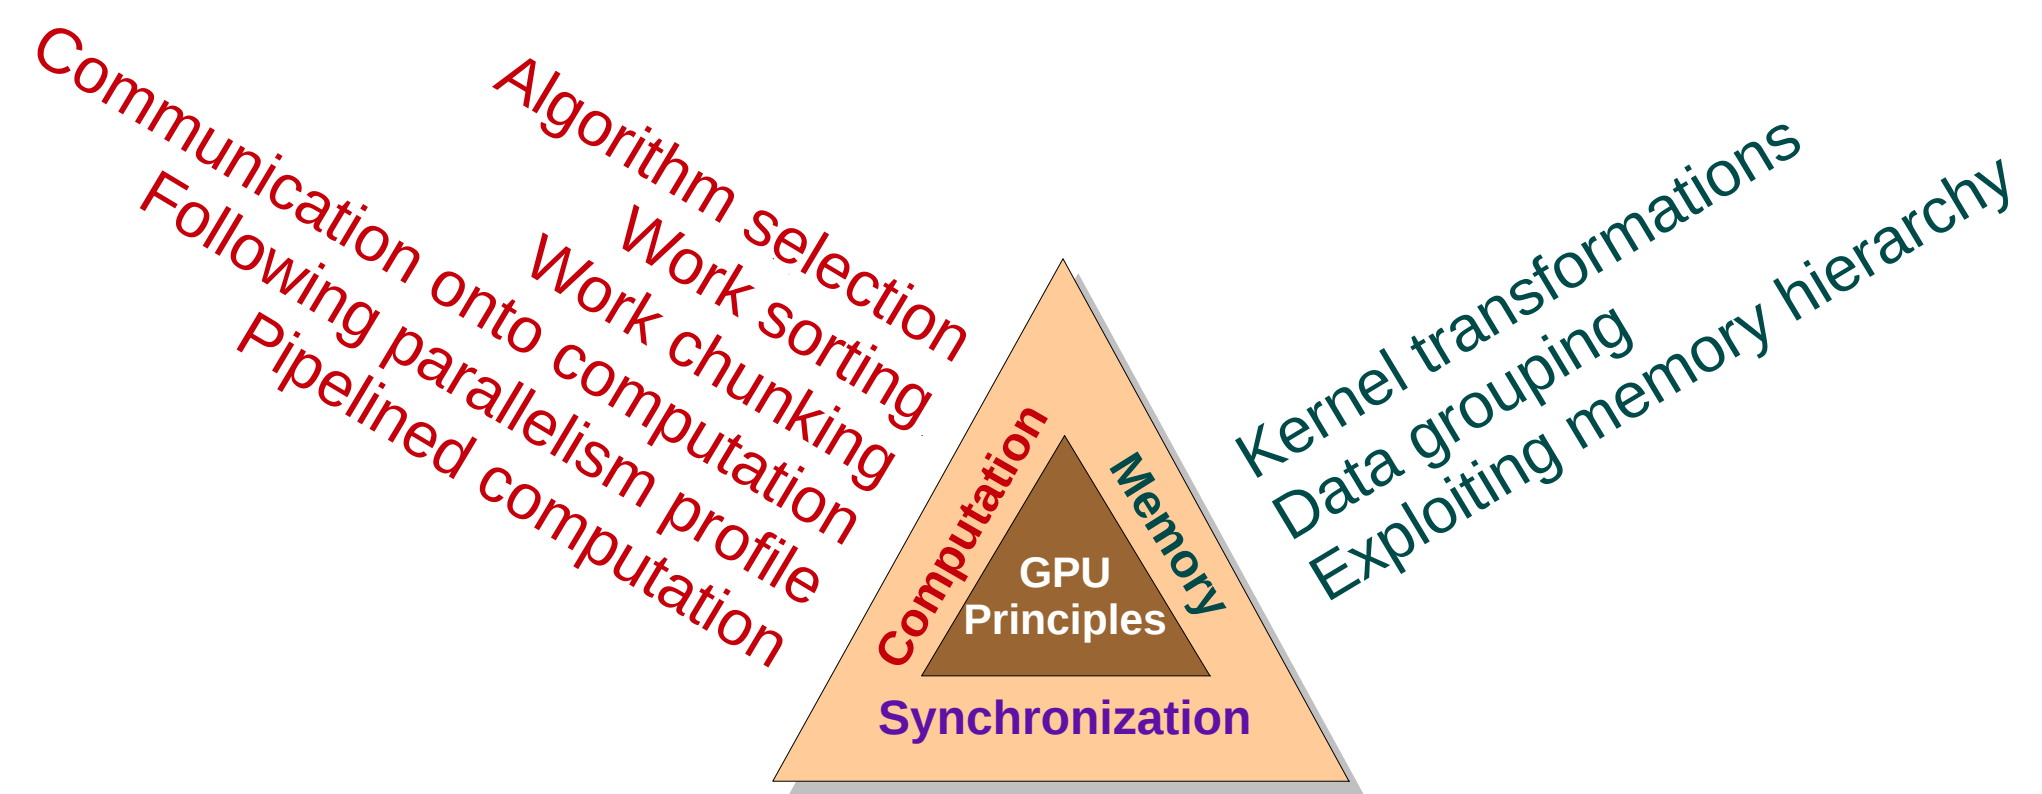 Algorithm selection
Work sorting
Work chunking
Communication onto computation
Following parallelism profile
Pipelined computation
Kernel transformations
Data grouping
Exploiting memory hierarchy
Computation
Memory
GPU
Principles
Synchronization